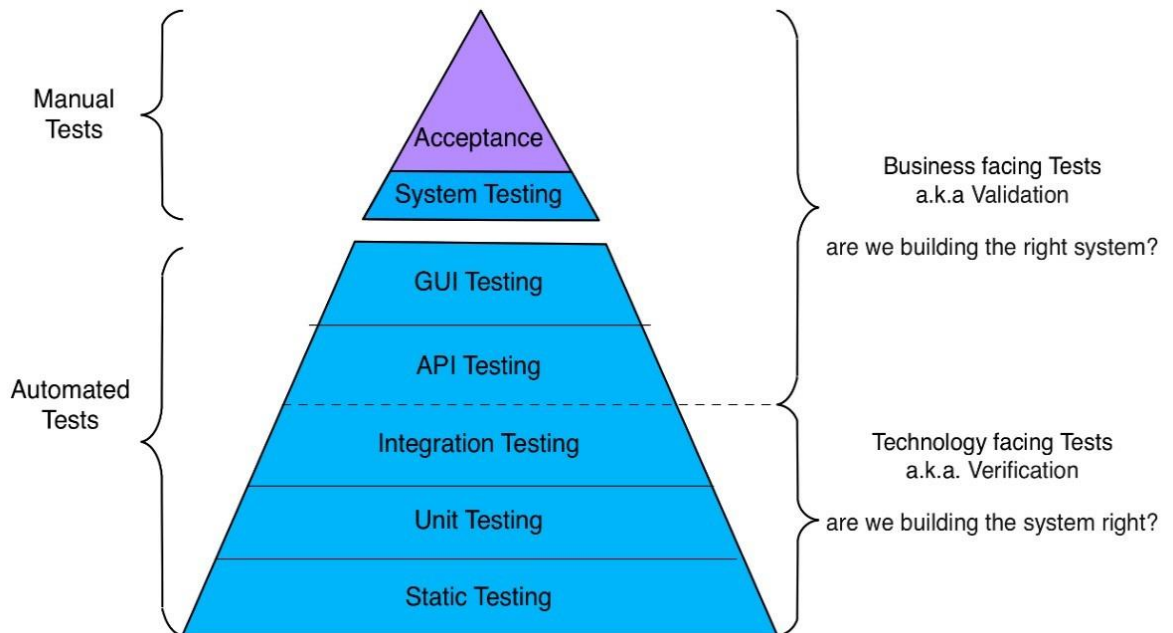 Manual
Tests
Acceptance
System Testing
Business facing Tests
a.k.a Validation
are we building the right system?
GUI Testing
API Testing
Automated
Tests
Integration Testing
Unit Testing
Static Testing
Technology facing Tests
a.k.a. Verification
are we building the system right?